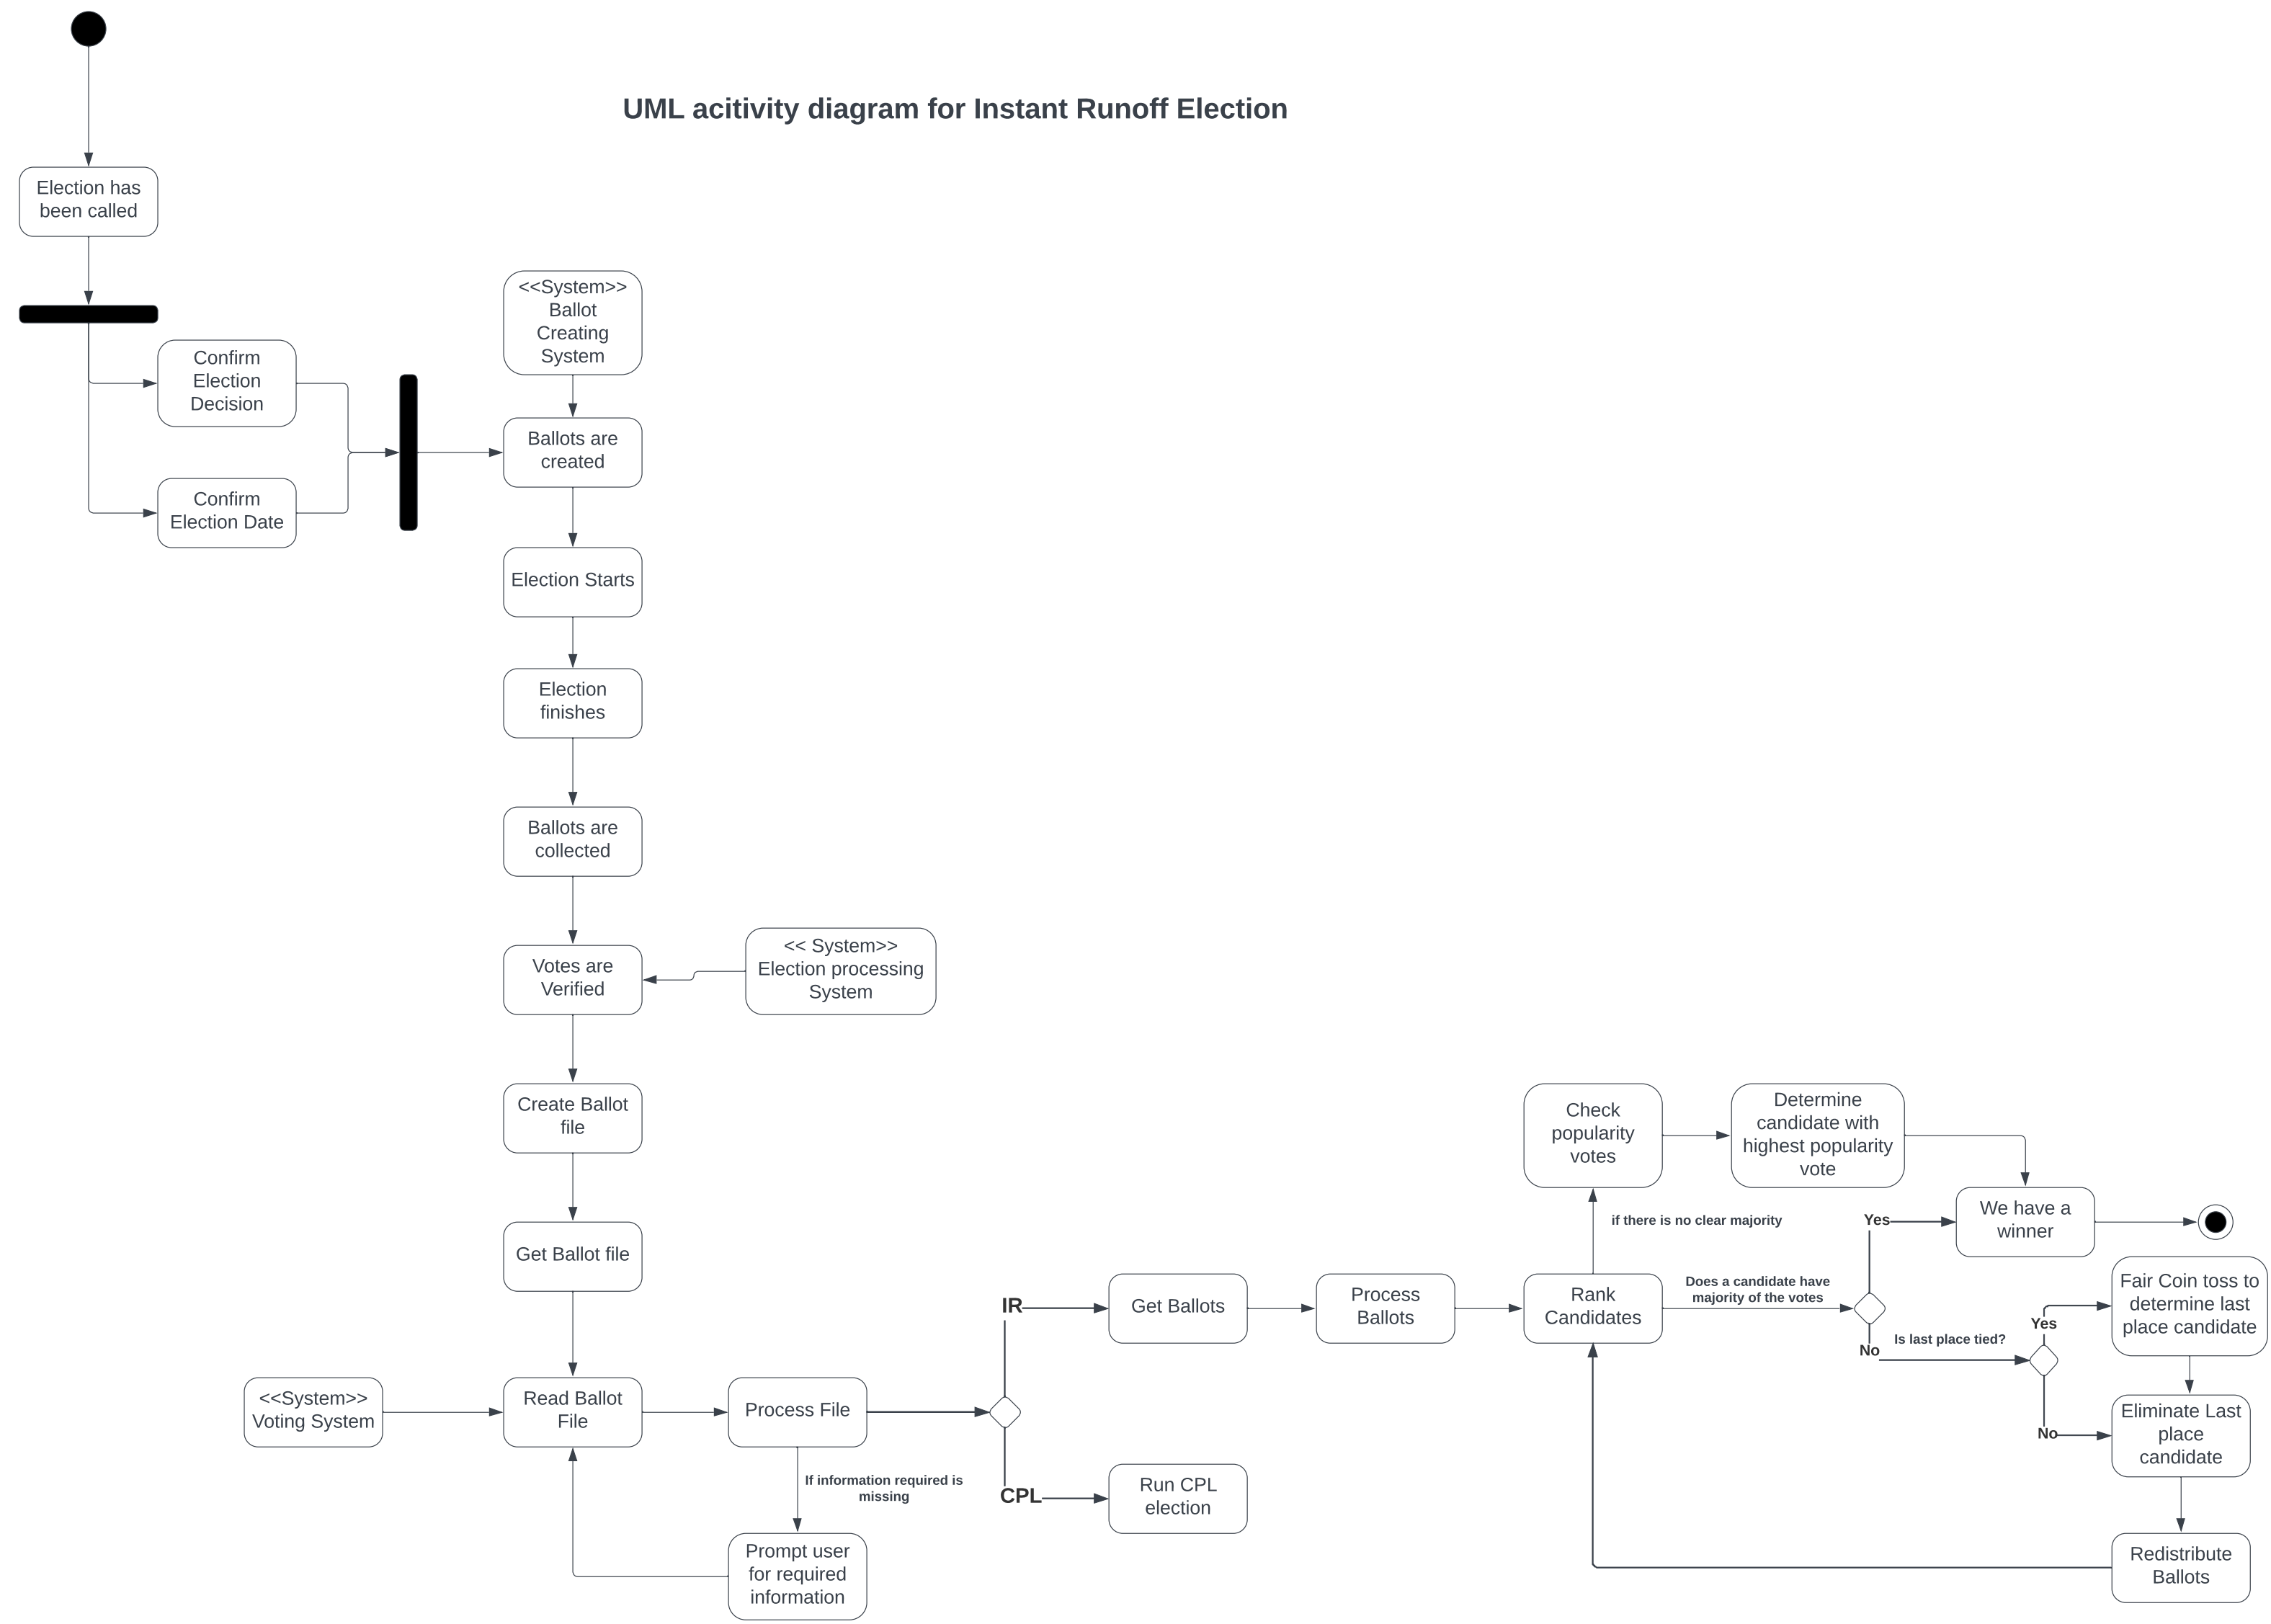 UML acitivity diagram for Instant Runoff Election
Election has
been called
<<System>>
Ballot
Creating
System
Confirm
Election
Decision
Ballots are
created
Confirm
Election Date
Election Starts
Election
finishes
Ballots are
collected
Votes are
Verified
<< System>>
Election processing
System
Create Ballot
file
Get Ballot file
<<System>>
Voting System
Read Ballot
File
Process File
If information required is
missing
Prompt user
for required
information
IR
CPL
Get Ballots
Run CPL
election
Process
Ballots
Rank
Candidates
if there is no clear majority
Check
popularity
votes
Determine
candidate with
highest popularity
vote
Does a candidate have
majority of the votes
Yes
We have a
winner
No
Is last place tied?
Yes
Fair Coin toss to
determine last
place candidate
No
Eliminate Last
place
candidate
Redistribute
Ballots